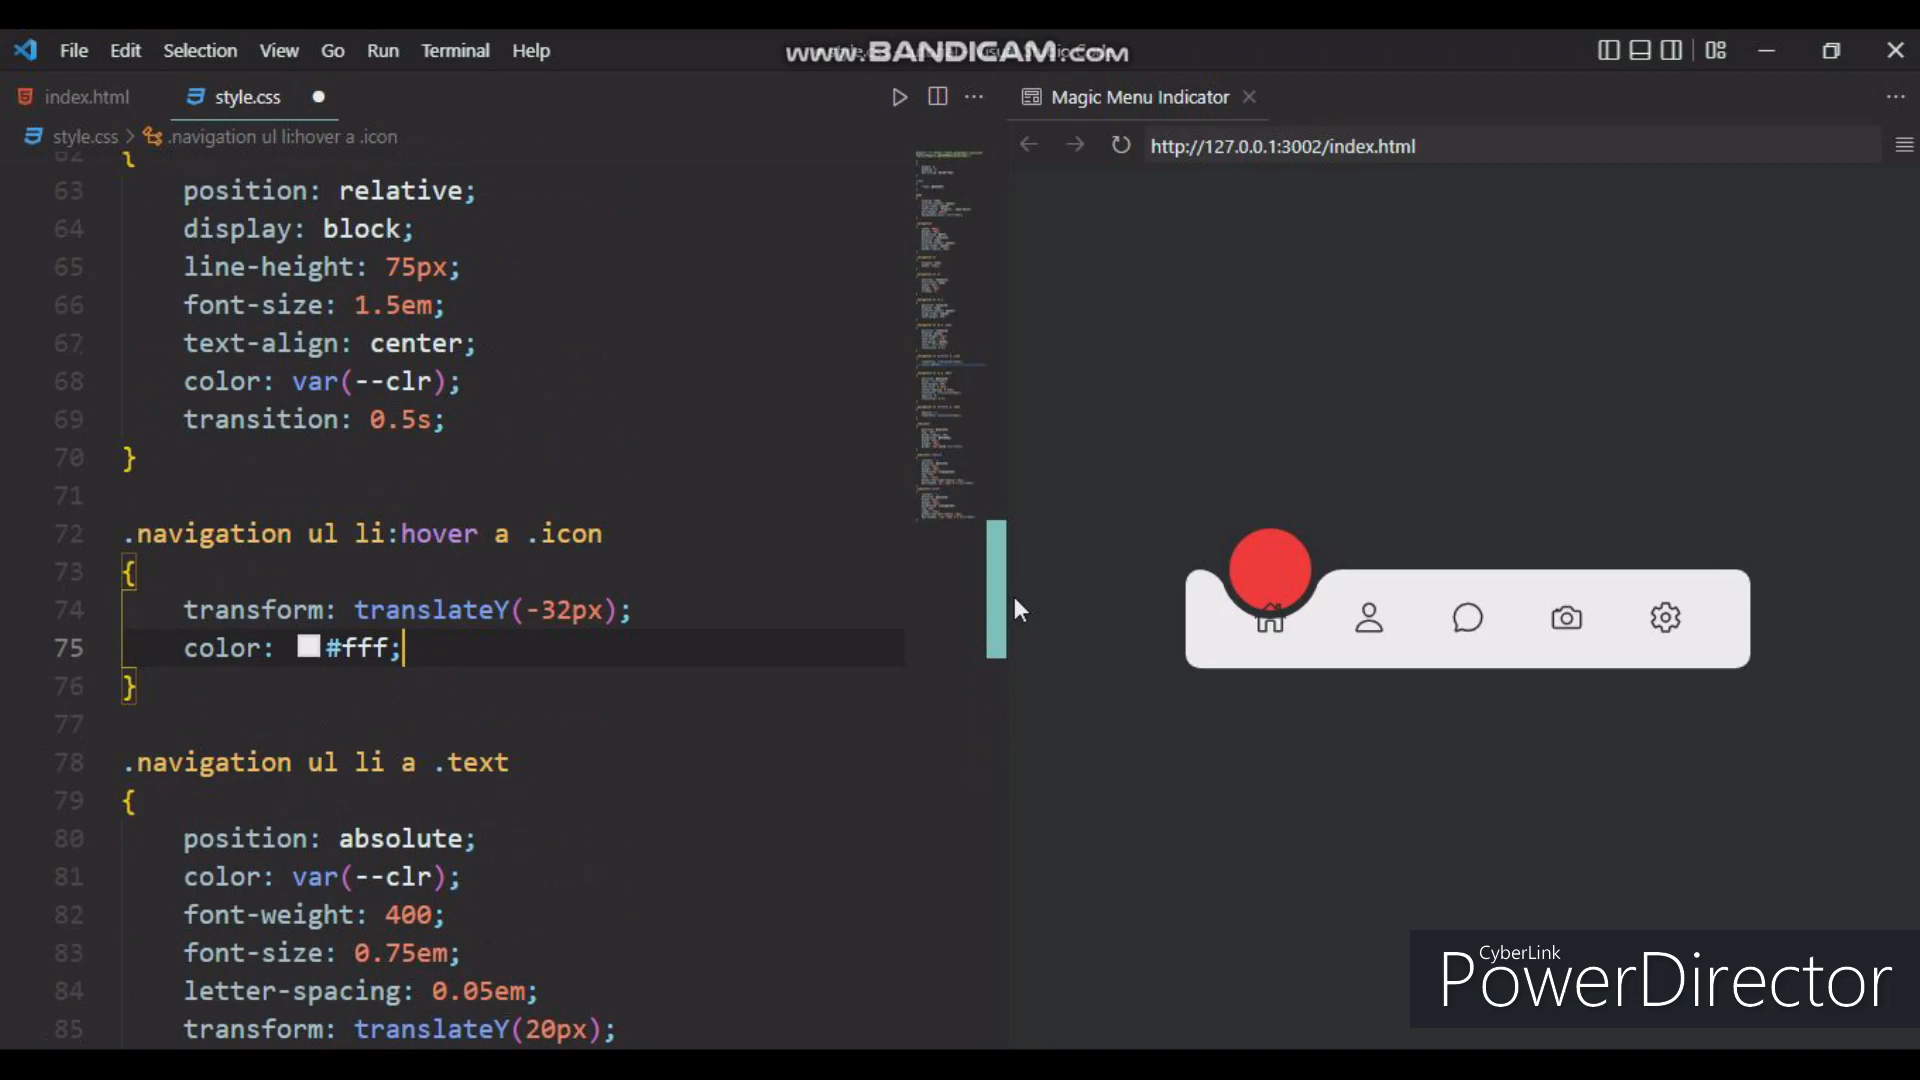 File Edit Selection View Go Run Terminal Help
www.BANDICAM.com
index.html
style.css
Magic Menu Indicator
style.css > .navigation ul li:hover a .icon
http://127.0.0.1:3002/index.html
62 {
63 position: relative;
64 display: block;
65 line-height: 75px;
66 font-size: 1.5em;
67 text-align: center;
68 color: var(--clr);
69 transition: 0.5s;
70 }
71
72 .navigation ul li:hover a .icon
73 {
74 transform: translateY(-32px);
75 color: #fff;
76 }
77
78 .navigation ul li a .text
79 {
80 position: absolute;
81 color: var(--clr);
82 font-weight: 400;
83 font-size: 0.75em;
84 letter-spacing: 0.05em;
85 transform: translateY(20px);
CyberLink
PowerDirector